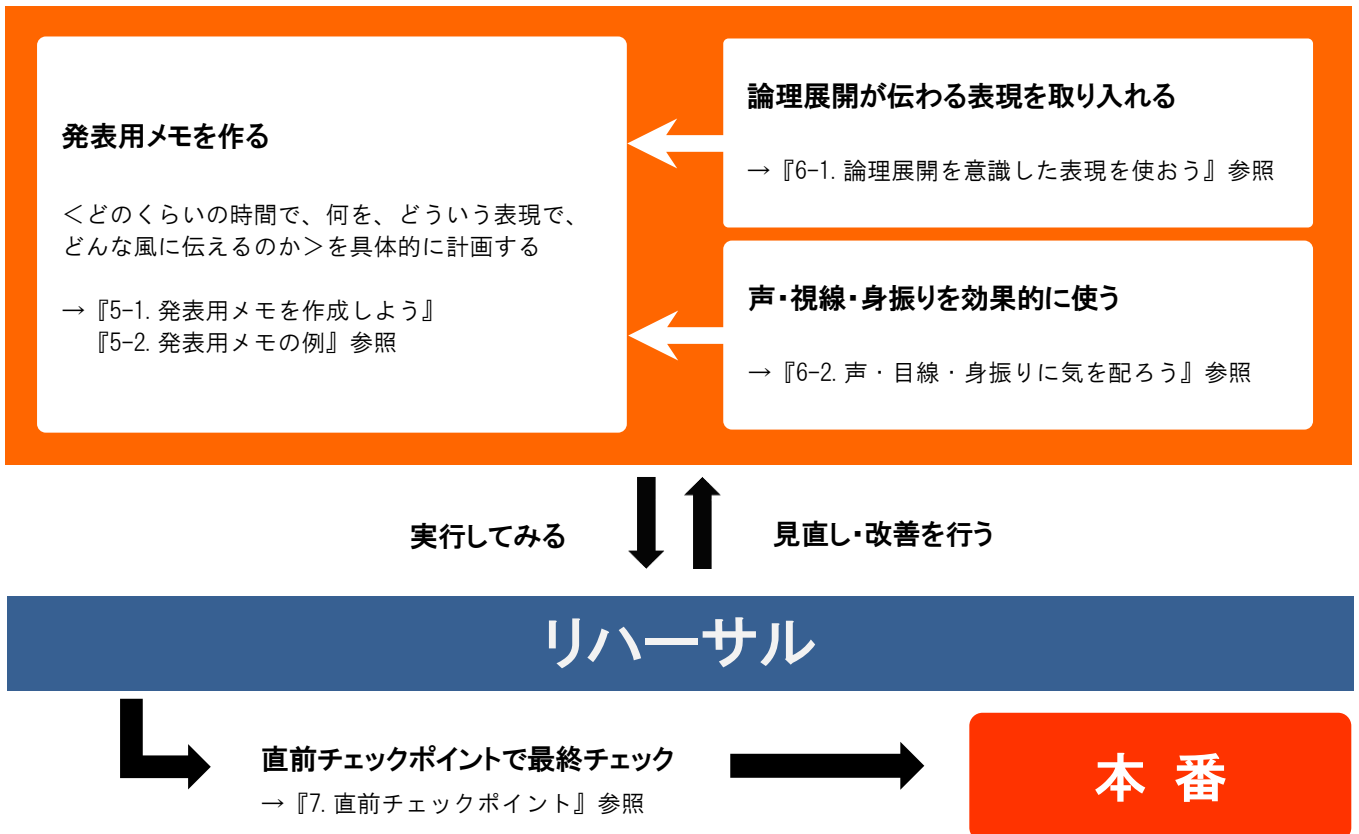 発表用メモを作る
＜どのくらいの時間で、何を、どういう表現で、
どんな風に伝えるのか＞を具体的に計画する
→『5-1. 発表用メモを作成しよう』
『5-2. 発表用メモの例』参照
論理展開が伝わる表現を取り入れる
→『6-1. 論理展開を意識した表現を使おう』参照
声・視線・身振りを効果的に使う
→『6-2. 声・目線・身振りに気を配ろう』参照
実行してみる
見直し・改善を行う
リハーサル
直前チェックポイントで最終チェック
→『7. 直前チェックポイント』参照
本 番